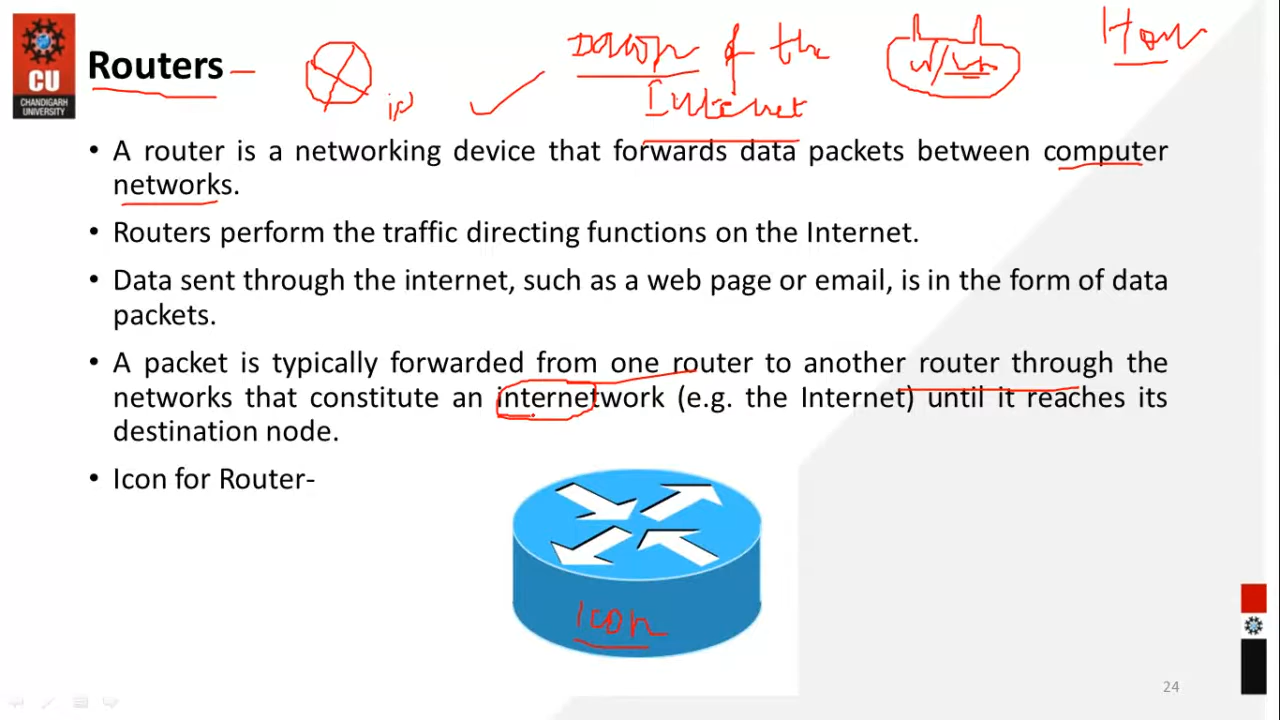 CU
CHANDIGARH
UNIVERSITY
Routers
ip
of the
Internet
• A router is a networking device that forwards data packets between computer
networks.
• Routers perform the traffic directing functions on the Internet.
• Data sent through the internet, such as a web page or email, is in the form of data
packets.
• A packet is typically forwarded from one router to another router through the
networks that constitute an internetwork (e.g. the Internet) until it reaches its
destination node.
• Icon for Router-
Icon
24